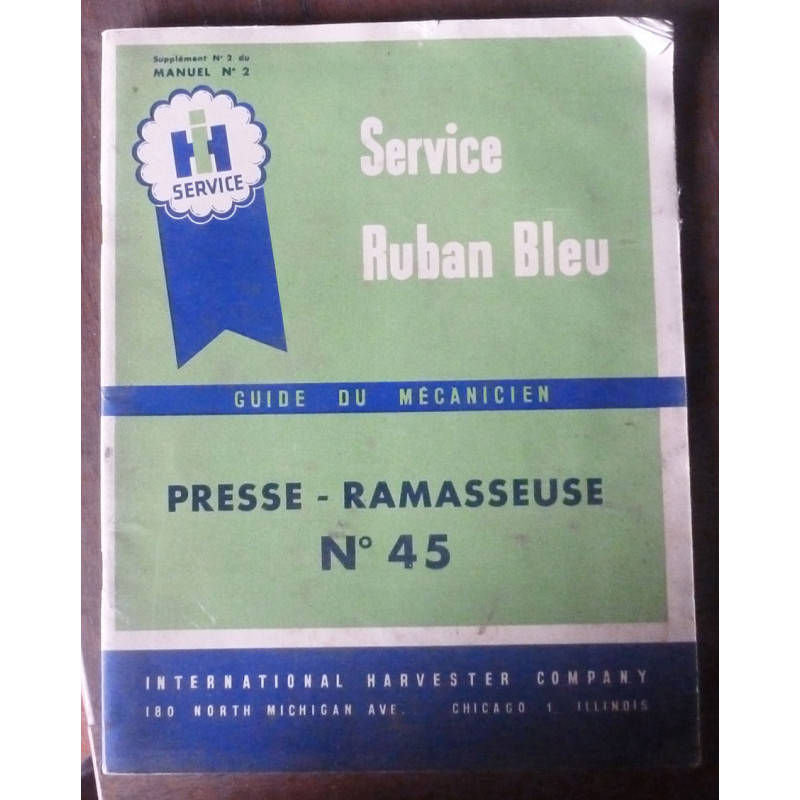 Supplément N° 2 du
MANUEL N° 2
IH
SERVICE
Service
Ruban Bleu
GUIDE DU MÉCANICIEN
PRESSE - RAMASSEUSE
N° 45
INTERNATIONAL HARVESTER COMPANY
180 NORTH MICHIGAN AVE. CHICAGO 1, ILLINOIS